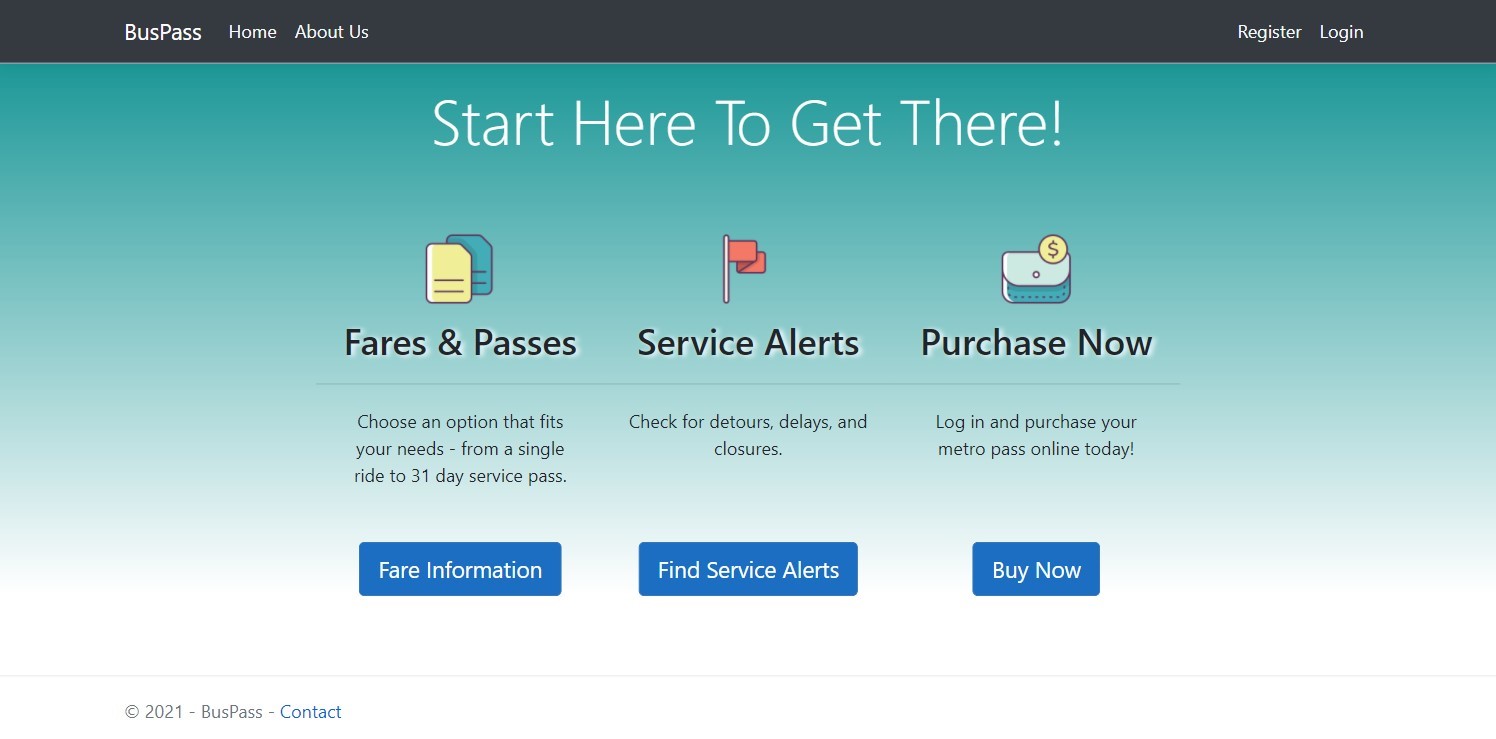 BusPass Home About Us Register Login
Start Here To Get There!
$
Fares & Passes
Service Alerts
Purchase Now
Choose an option that fits
your needs - from a single
ride to 31 day service pass.
Check for detours, delays, and
closures.
Log in and purchase your
metro pass online today!
Fare Information
Find Service Alerts
Buy Now
© 2021 - BusPass - Contact